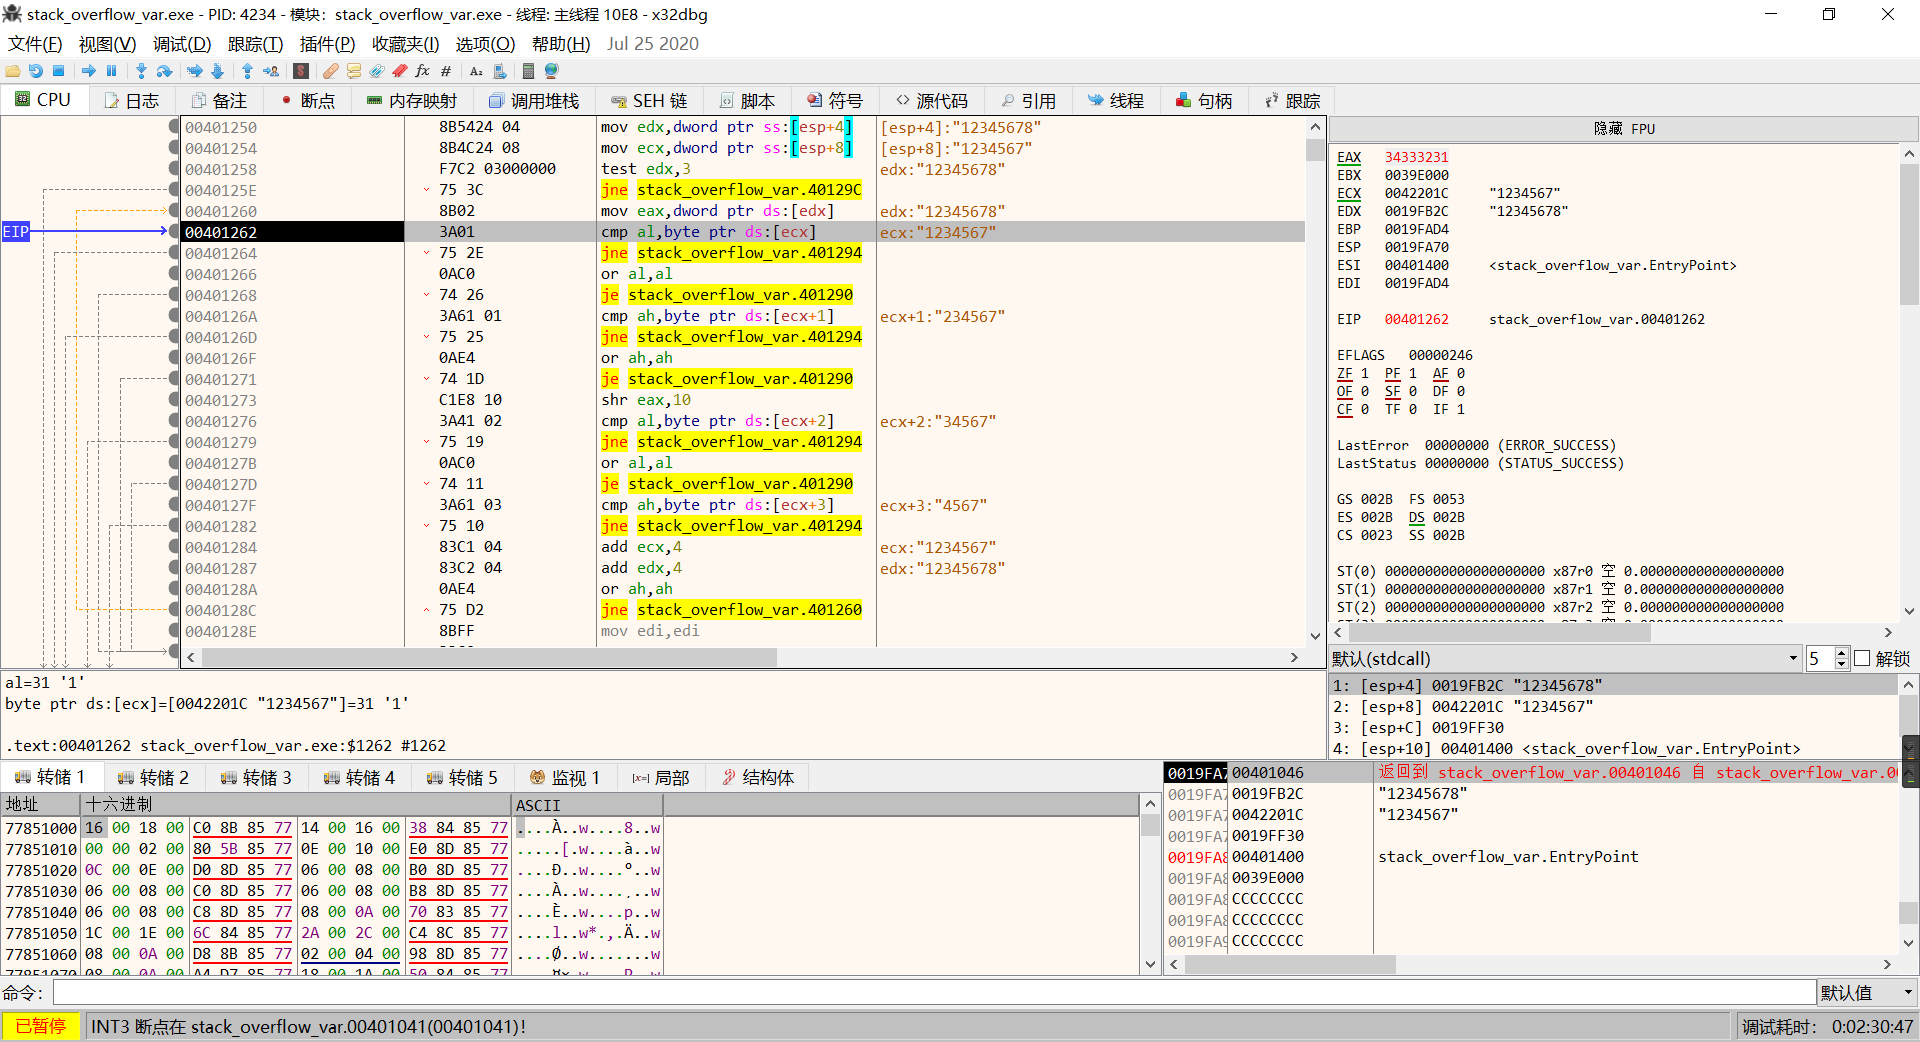 stack_overflow_var.exe - PID: 4234 - 模块: stack_overflow_var.exe - 线程: 主线程 10E8 - x32dbg
文件(F) 视图(V) 调试(D) 跟踪(T) 插件(P) 收藏夹(I) 选项(O) 帮助(H) Jul 25 2020
CPU 日志 备注 断点 内存映射 调用堆栈 SEH 链 脚本 符号 源代码 引用 线程 句柄 跟踪
00401250 8B5424 04 mov edx,dword ptr ss:[esp+4] [esp+4]:"12345678"
00401254 8B4C24 08 mov ecx,dword ptr ss:[esp+8] [esp+8]:"1234567"
00401258 F7C2 03000000 test edx,3 edx:"12345678"
0040125E 75 3C jne stack_overflow_var.40129C
00401260 8B02 mov eax,dword ptr ds:[edx] edx:"12345678"
EIP 00401262 3A01 cmp al,byte ptr ds:[ecx] ecx:"1234567"
00401264 75 2E jne stack_overflow_var.401294
00401266 0AC0 or al,al
00401268 74 26 je stack_overflow_var.401290
0040126A 3A61 01 cmp ah,byte ptr ds:[ecx+1] ecx+1:"234567"
0040126D 75 25 jne stack_overflow_var.401294
0040126F 0AE4 or ah,ah
00401271 74 1D je stack_overflow_var.401290
00401273 C1E8 10 shr eax,10
00401276 3A41 02 cmp al,byte ptr ds:[ecx+2] ecx+2:"34567"
00401279 75 19 jne stack_overflow_var.401294
0040127B 0AC0 or al,al
0040127D 74 11 je stack_overflow_var.401290
0040127F 3A61 03 cmp ah,byte ptr ds:[ecx+3] ecx+3:"4567"
00401282 75 10 jne stack_overflow_var.401294
00401284 83C1 04 add ecx,4 ecx:"1234567"
00401287 83C2 04 add edx,4 edx:"12345678"
0040128A 0AE4 or ah,ah
0040128C 75 D2 jne stack_overflow_var.401260
0040128E 8BFF mov edi,edi
隐藏 FPU
EAX 34333231
EBX 0039E000
ECX 0042201C "1234567"
EDX 0019FB2C "12345678"
EBP 0019FAD4
ESP 0019FA70
ESI 00401400 <stack_overflow_var.EntryPoint>
EDI 0019FAD4
EIP 00401262 stack_overflow_var.00401262
EFLAGS 00000246
ZF 1 PF 1 AF 0
OF 0 SF 0 DF 0
CF 0 TF 0 IF 1
LastError 00000000 (ERROR_SUCCESS)
LastStatus 00000000 (STATUS_SUCCESS)
GS 002B FS 0053
ES 002B DS 002B
CS 0023 SS 002B
ST(0) 00000000000000000000 x87r0 空 0.000000000000000000
ST(1) 00000000000000000000 x87r1 空 0.000000000000000000
ST(2) 00000000000000000000 x87r2 空 0.000000000000000000
默认(stdcall) 5 解锁
1: [esp+4] 0019FB2C "12345678"
2: [esp+8] 0042201C "1234567"
3: [esp+C] 0019FF30
4: [esp+10] 00401400 <stack_overflow_var.EntryPoint>
al=31 '1'
byte ptr ds:[ecx]=[0042201C "1234567"]=31 '1'
.text:00401262 stack_overflow_var.exe:$1262 #1262
转储 1 转储 2 转储 3 转储 4 转储 5 监视 1 局部 结构体
地址 十六进制 ASCII
77851000 16 00 18 00 C0 8B 85 77 14 00 16 00 38 84 85 77 ....À..w....8..w
77851010 00 00 02 00 80 5B 85 77 0E 00 10 00 E0 8D 85 77 .....[.w....à..w
77851020 0C 00 0E 00 D0 8D 85 77 06 00 08 00 B0 8D 85 77 ....Ð..w....°..w
77851030 06 00 08 00 C0 8D 85 77 06 00 08 00 B8 8D 85 77 ....À..w....¸..w
77851040 06 00 08 00 C8 8D 85 77 08 00 0A 00 70 83 85 77 ....È..w....p..w
77851050 1C 00 1E 00 6C 84 85 77 2A 00 2C 00 C4 8C 85 77 ....l..w*.,.Ä..w
77851060 08 00 0A 00 D8 8B 85 77 02 00 04 00 98 8D 85 77 ....Ø..w.......w
77851070 08 00 0A 00 A4 D7 85 77 18 00 1A 00 50 84 85 77 ....¤×.w....P..w
0019FA7 00401046 返回到 stack_overflow_var.00401046 自 stack_overflow_var.00
0019FA7 0019FB2C "12345678"
0019FA7 0042201C "1234567"
0019FA7 0019FF30
0019FA8 00401400 stack_overflow_var.EntryPoint
0019FA8 0039E000
0019FA8 CCCCCCCC
0019FA8 CCCCCCCC
0019FA9 CCCCCCCC
命令: 默认值
已暂停 INT3 断点在 stack_overflow_var.00401041(00401041)! 调试耗时: 0:02:30:47